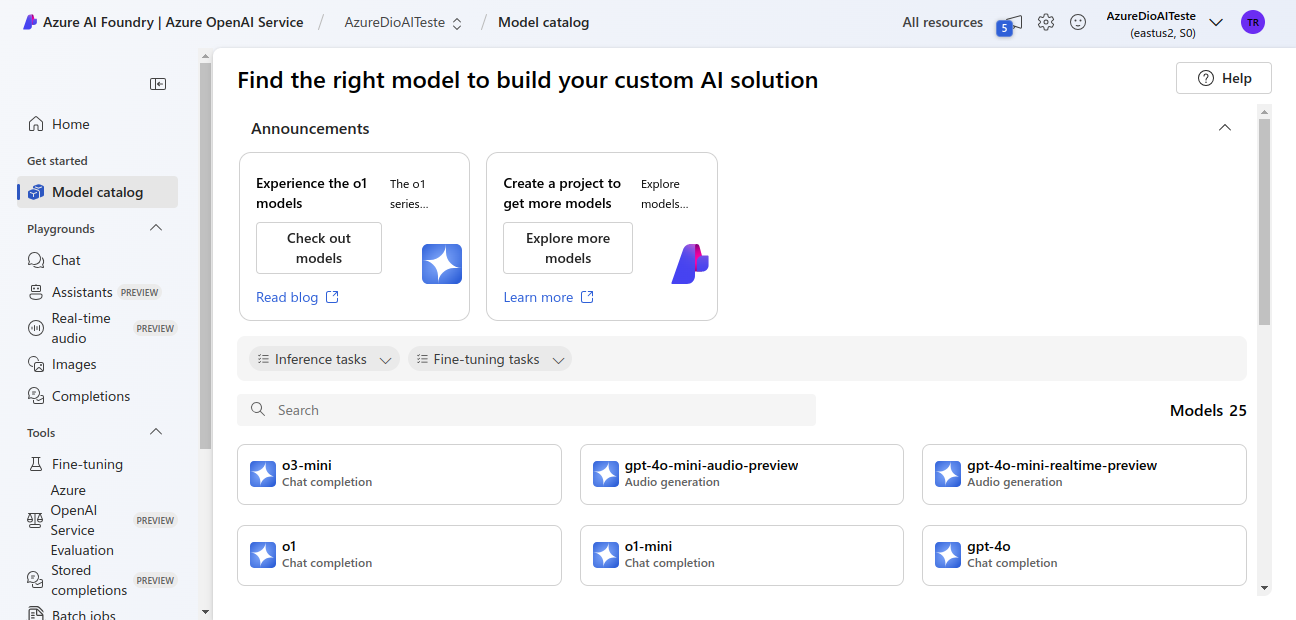 Azure AI Foundry | Azure OpenAI Service / AzureDioAITeste / Model catalog
All resources 5 AzureDioAITeste
(eastus2, S0)
TR
Home
Get started
Model catalog
Playgrounds
Chat
Assistants PREVIEW
Real-time
audio PREVIEW
Images
Completions
Tools
Fine-tuning
Azure
OpenAI
Service
Evaluation PREVIEW
Stored
completions PREVIEW
Batch jobs
Find the right model to build your custom AI solution
Help
Announcements
Experience the o1
models
The o1
series...
Check out
models
Read blog
Create a project to
get more models
Explore
models...
Explore more
models
Learn more
Inference tasks Fine-tuning tasks
Search
Models 25
o3-mini
Chat completion
gpt-4o-mini-audio-preview
Audio generation
gpt-4o-mini-realtime-preview
Audio generation
o1
Chat completion
o1-mini
Chat completion
gpt-4o
Chat completion